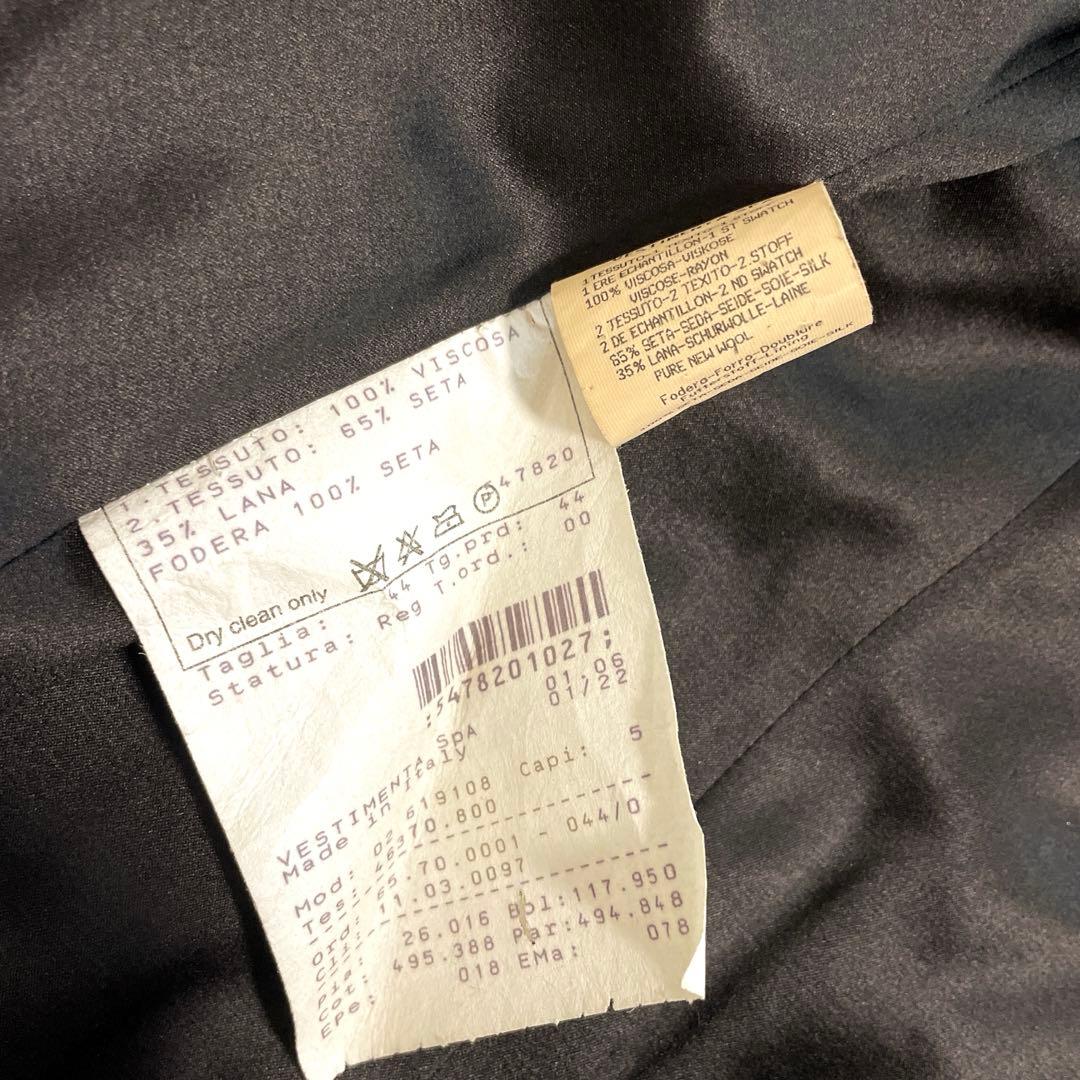 1 TESSUTO-1
1 ERE ECHANTILLON-1 ST SWATCH
100% VISCOSA-VISKOSE
VISCOSE-RAYON
2 TESSUTO-2 TEXITO-2.STOFF
2 DE ECHANTILLON-2 ND SWATCH
65% SETA-SEDA-SEIDE-SOIE-SILK
35% LANA-SCHURWOLLE-LAINE
PURE NEW WOOL
Fodera-Forro-Doublure
Futterstoff-Lining
1.TESSUTO: 100% VISCOSA
2.TESSUTO: 65% SETA
35% LANA
FODERA 100% SETA
Dry clean only
P
547820
Taglia: 44 Tg.prd: 44
Statura: Reg T.ord.: 00
:5478201027;
01.06
01/22
VESTIMENTA SpA
Made in Italy
Mod.: 02 619108 Capi: 5
70.800
65.70.0001 - 044/0
11.03.0097
26.016 Bol:117.950
495.388 Par:494.848
018 EMa: 078